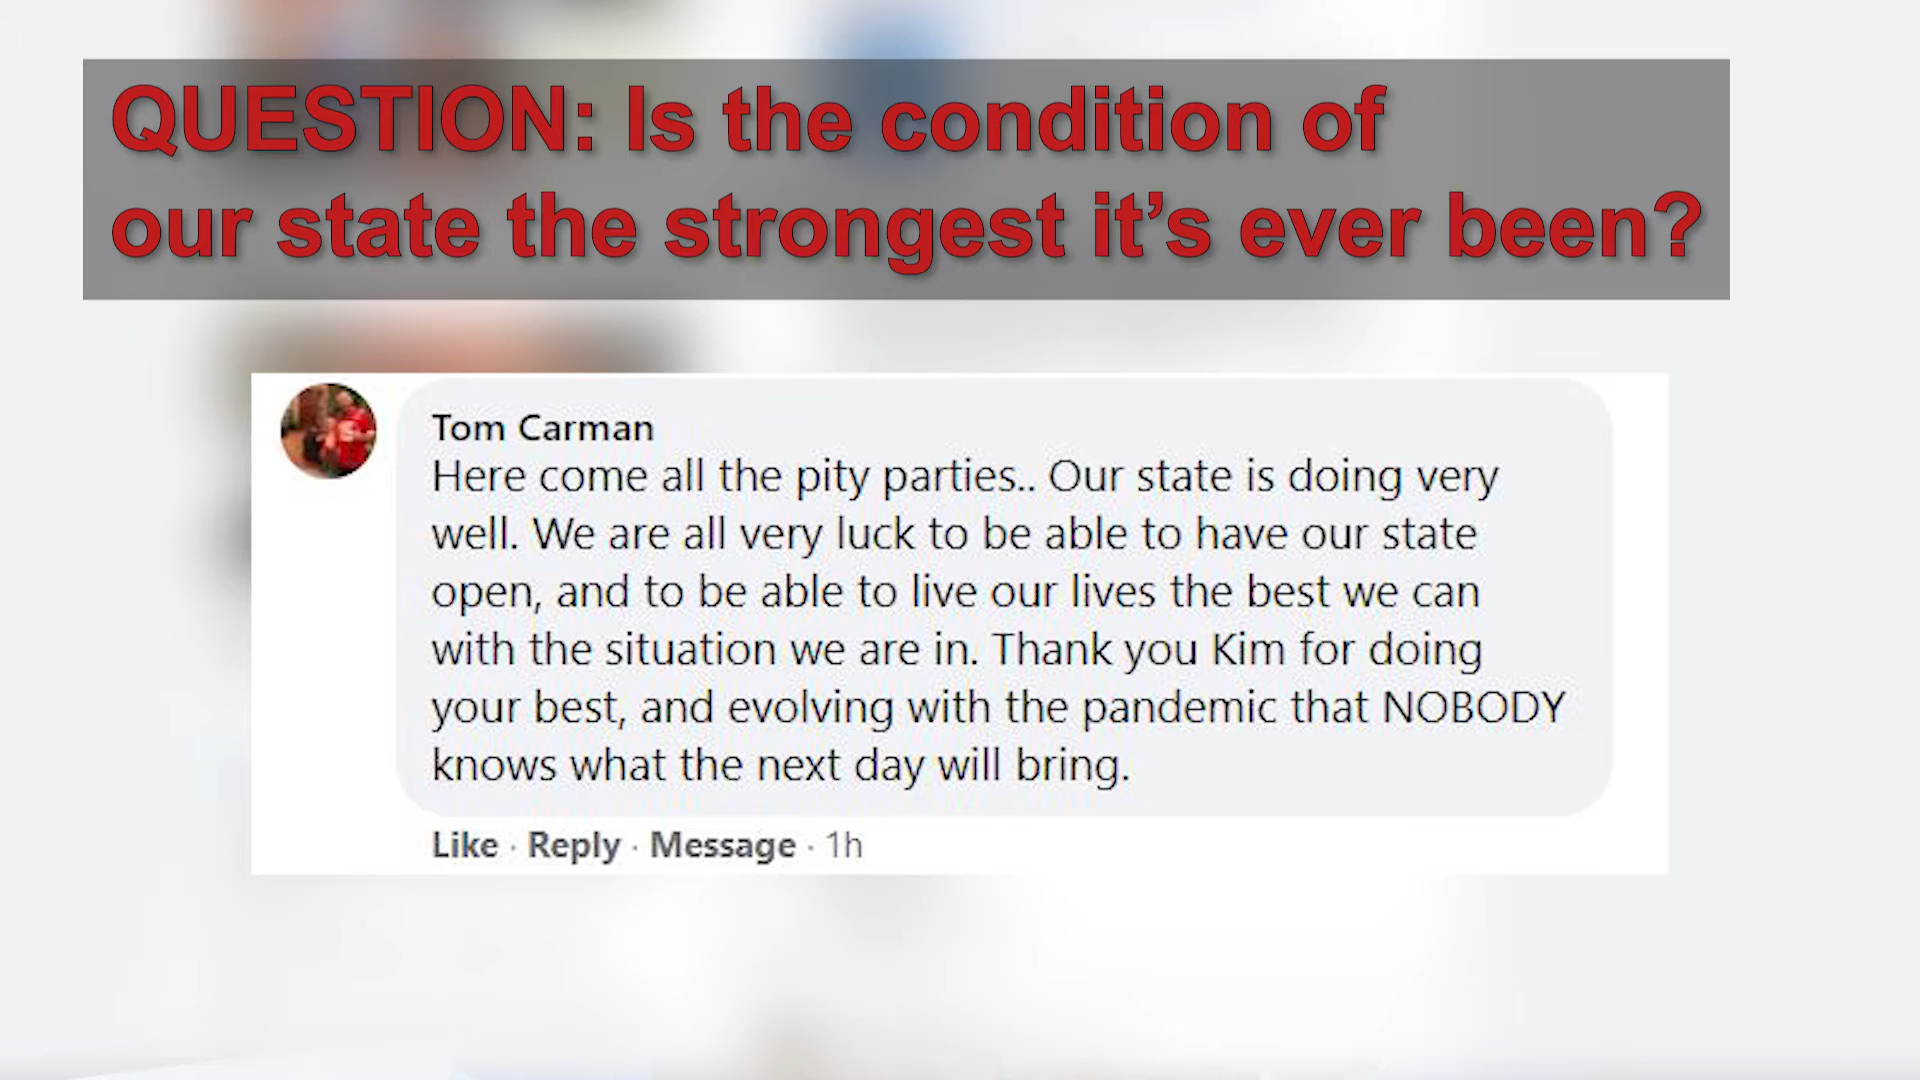 QUESTION: Is the condition of
our state the strongest it’s ever been?
Tom Carman
Here come all the pity parties.. Our state is doing very
well. We are all very luck to be able to have our state
open, and to be able to live our lives the best we can
with the situation we are in. Thank you Kim for doing
your best, and evolving with the pandemic that NOBODY
knows what the next day will bring.
Like · Reply · Message · 1h